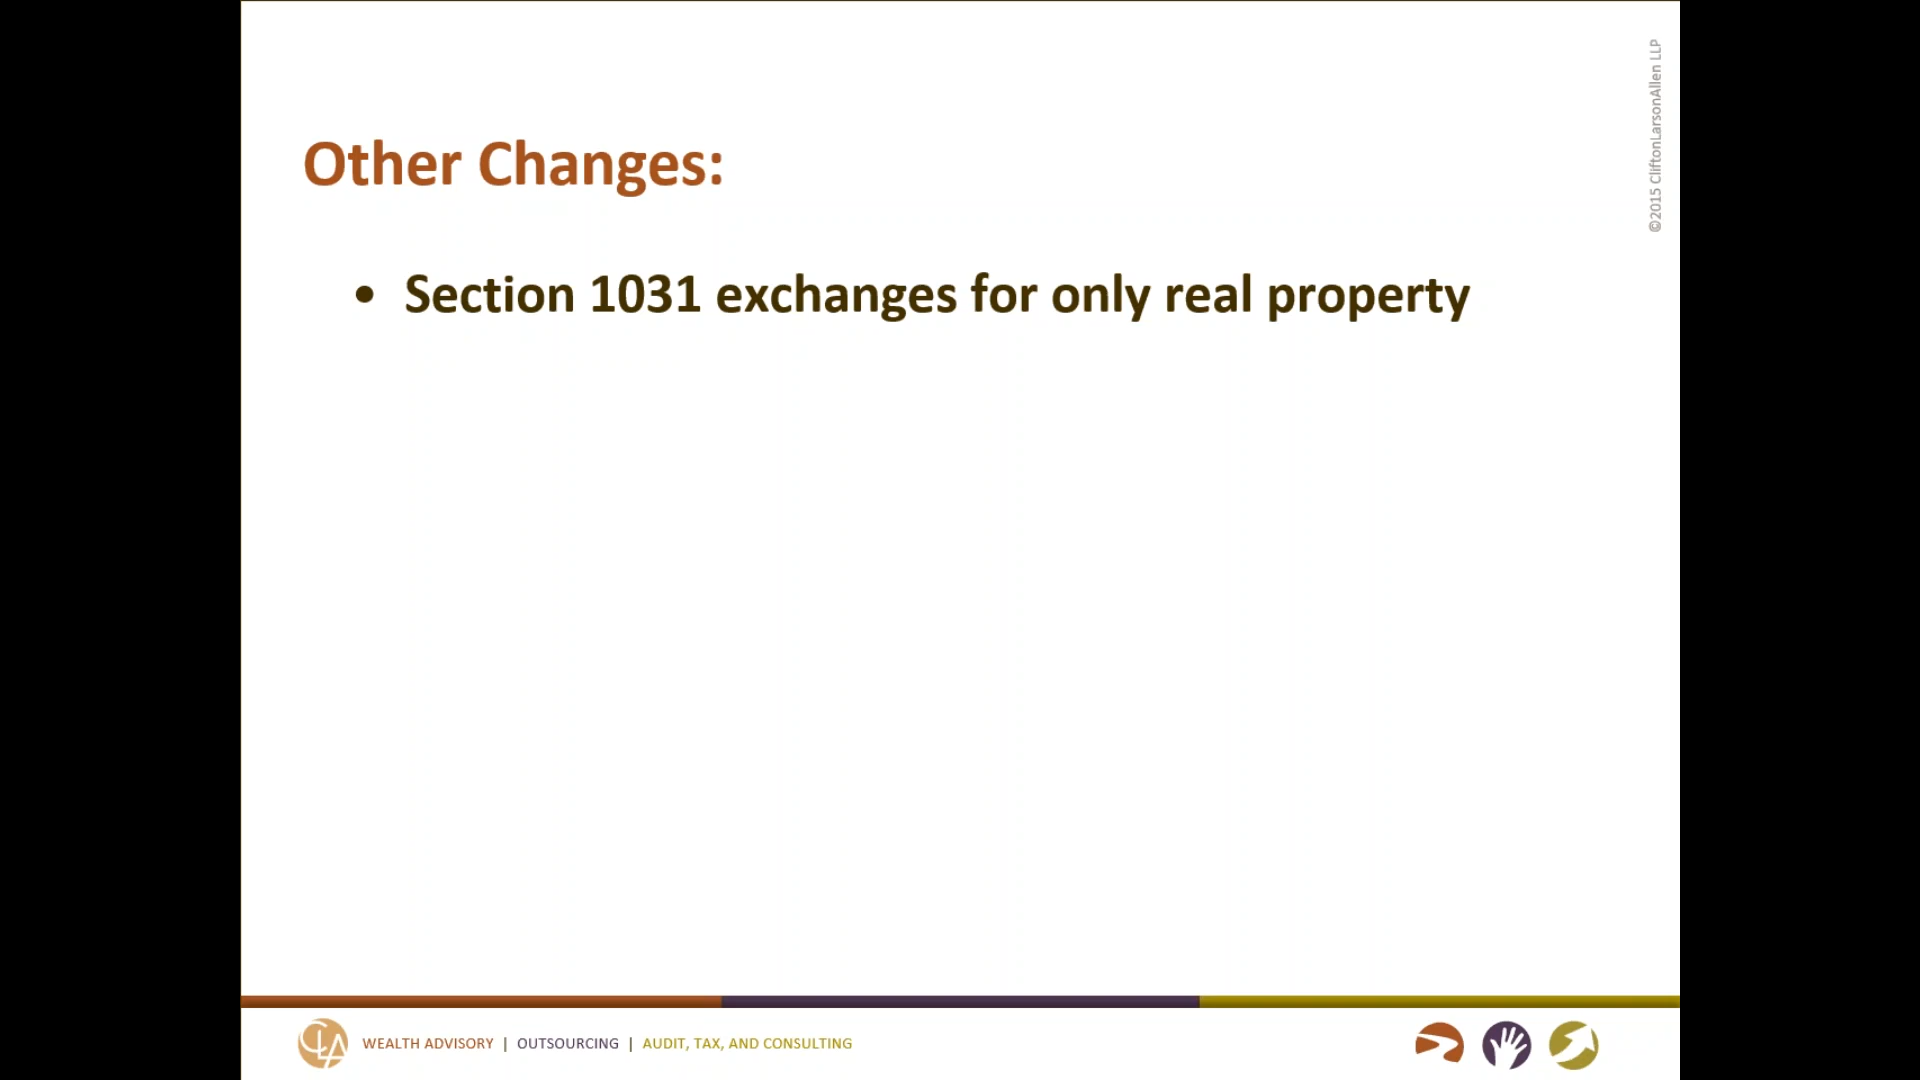 ©2015 CliftonLarsonAllen LLP
Other Changes:
• Section 1031 exchanges for only real property
CLA
WEALTH ADVISORY | OUTSOURCING | AUDIT, TAX, AND CONSULTING